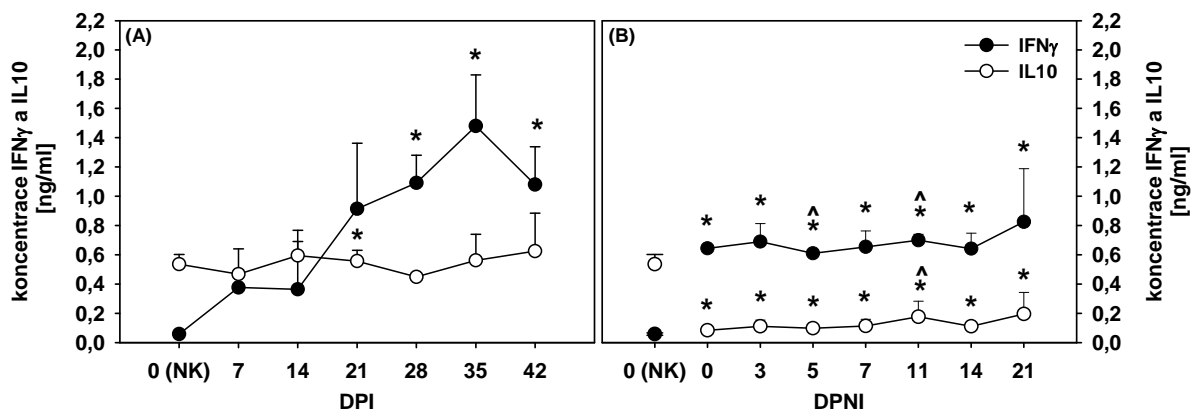 (A)
(B)
IFNγ
IL10
koncentrace IFNγ a IL10
[ng/ml]
2,2
2,0
1,8
1,6
1,4
1,2
1,0
0,8
0,6
0,4
0,2
0,0
* * *
*
0 (NK) 7 14 21 28 35 42
DPI
* * ^ * ^ * *
* *
* * * * ^ * *
*
0 (NK) 0 3 5 7 11 14 21
DPNI
2,2
2,0
1,8
1,6
1,4
1,2
1,0
0,8
0,6
0,4
0,2
0,0
koncentrace IFNγ a IL10
[ng/ml]